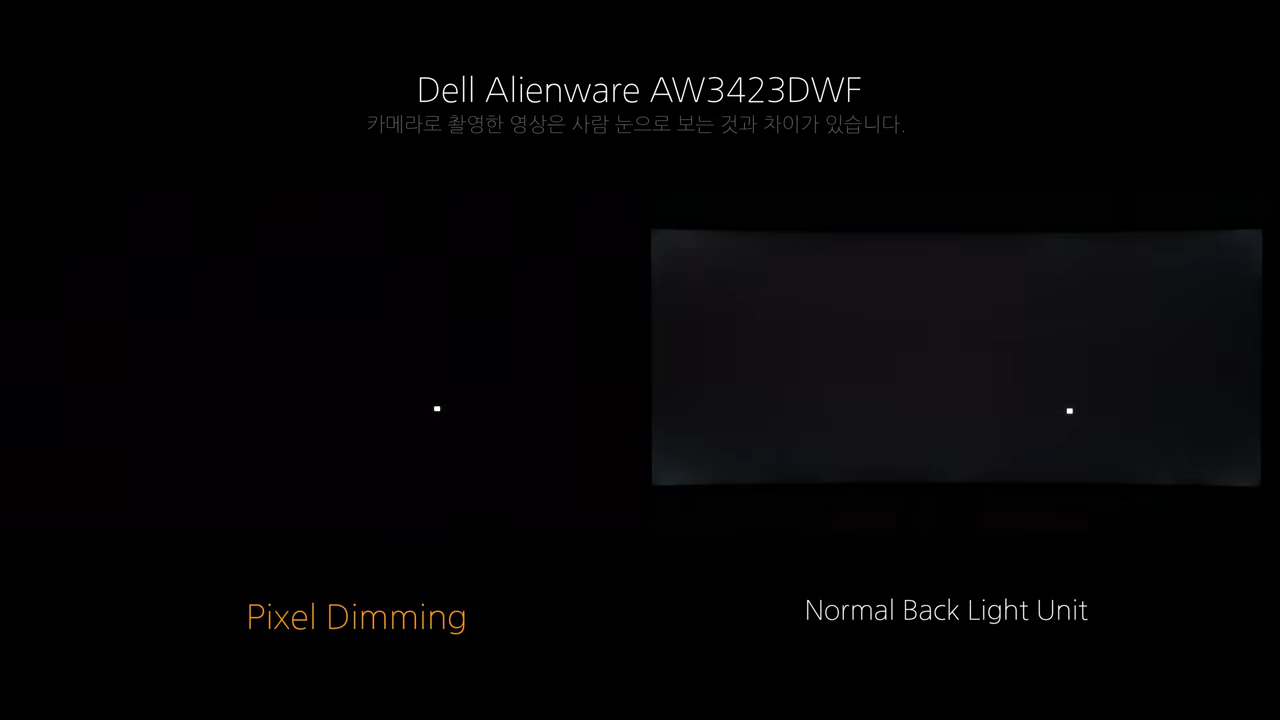 Dell Alienware AW3423DWF
카메라로 촬영한 영상은 사람 눈으로 보는 것과 차이가 있습니다.
Pixel Dimming
Normal Back Light Unit